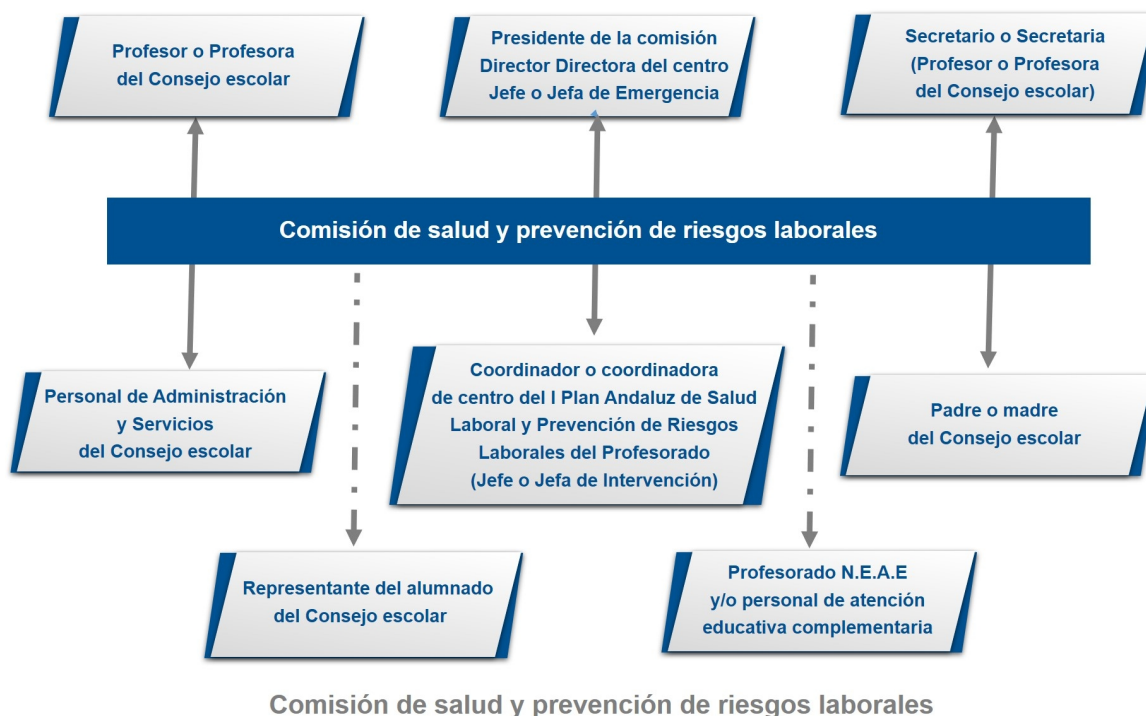 Profesor o Profesora
del Consejo escolar
Presidente de la comisión
Director Directora del centro
Jefe o Jefa de Emergencia
Secretario o Secretaria
(Profesor o Profesora
del Consejo escolar)
Comisión de salud y prevención de riesgos laborales
Personal de Administración
y Servicios
del Consejo escolar
Coordinador o coordinadora
de centro del I Plan Andaluz de Salud
Laboral y Prevención de Riesgos
Laborales del Profesorado
(Jefe o Jefa de Intervención)
Padre o madre
del Consejo escolar
Representante del alumnado
del Consejo escolar
Profesorado N.E.A.E
y/o personal de atención
educativa complementaria
Comisión de salud y prevención de riesgos laborales